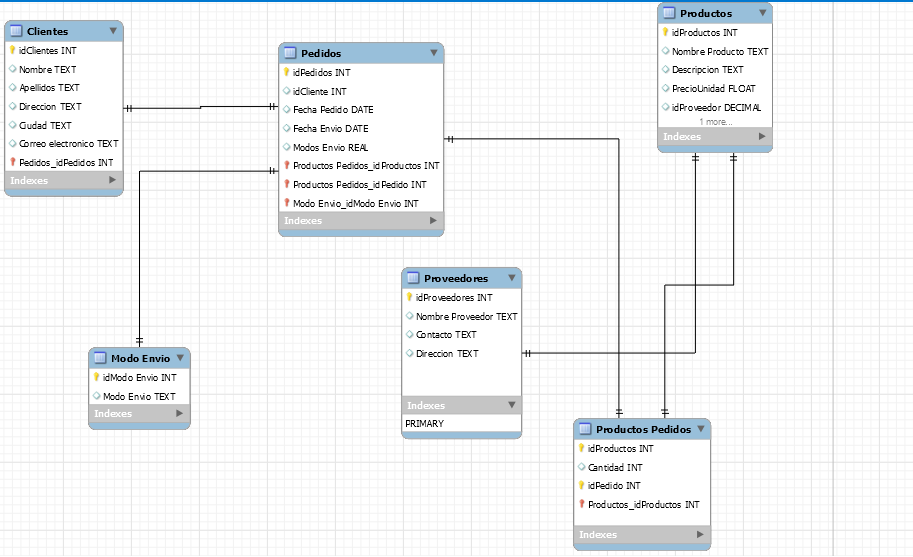 Clientes
idClientes INT
Nombre TEXT
Apellidos TEXT
Direccion TEXT
Ciudad TEXT
Correo electronico TEXT
Pedidos_idPedidos INT
Indexes
Pedidos
idPedidos INT
idCliente INT
Fecha Pedido DATE
Fecha Envio DATE
Modos Envio REAL
Productos Pedidos_idProductos INT
Productos Pedidos_idPedido INT
Modo Envio_idModo Envio INT
Indexes
Productos
idProductos INT
Nombre Producto TEXT
Descripcion TEXT
PrecioUnidad FLOAT
idProveedor DECIMAL
1 more...
Indexes
Proveedores
idProveedores INT
Nombre Proveedor TEXT
Contacto TEXT
Direccion TEXT
Indexes
PRIMARY
Modo Envio
idModo Envio INT
Modo Envio TEXT
Indexes
Productos Pedidos
idProductos INT
Cantidad INT
idPedido INT
Productos_idProductos INT
Indexes